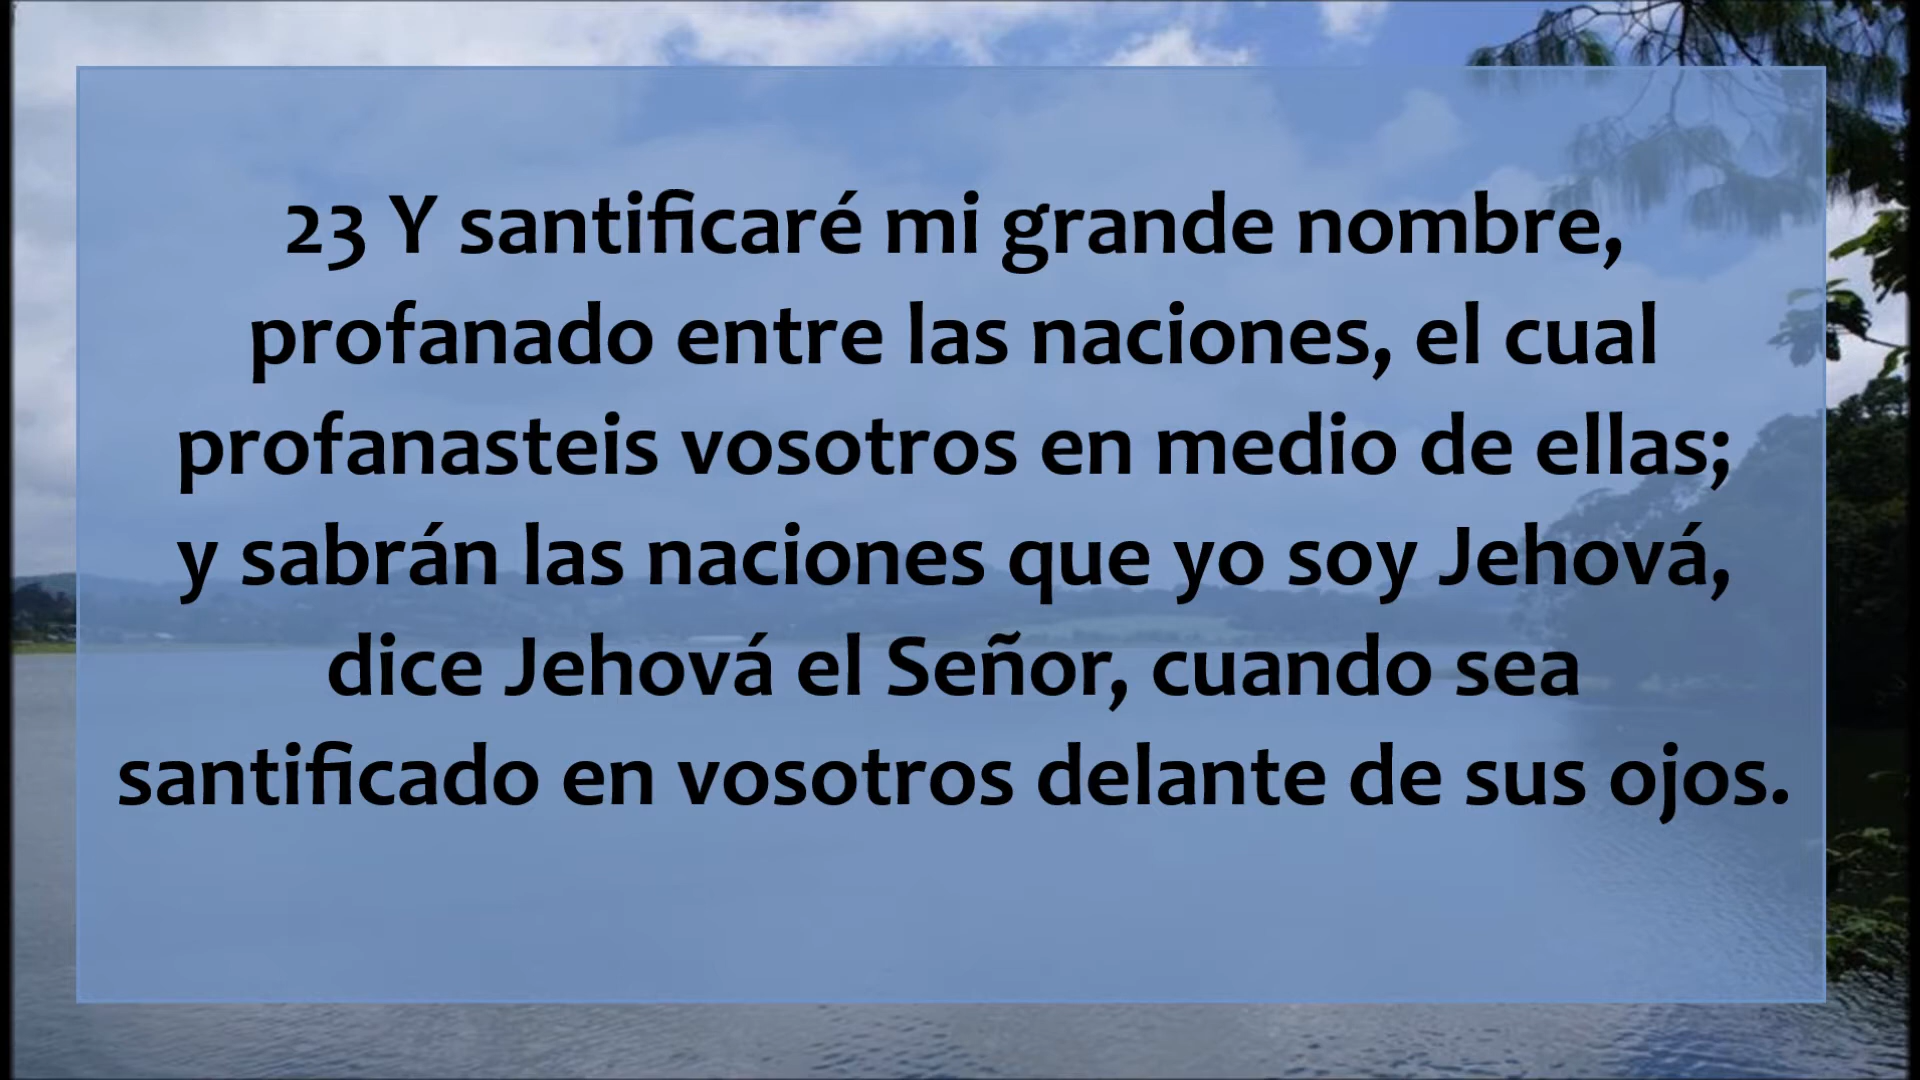 23 Y santificaré mi grande nombre,
profanado entre las naciones, el cual
profanasteis vosotros en medio de ellas;
y sabrán las naciones que yo soy Jehová,
dice Jehová el Señor, cuando sea
santificado en vosotros delante de sus ojos.